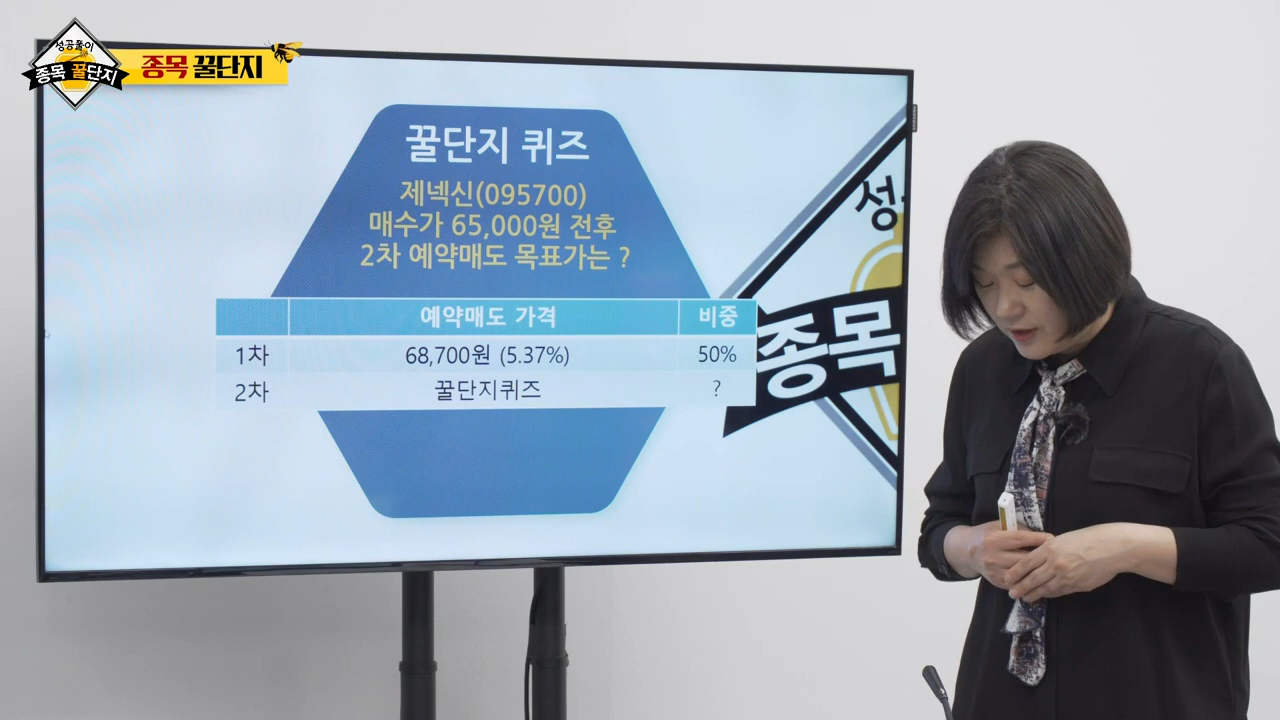 성공풀이
종목 꿀단지
종목 꿀단지
꿀단지 퀴즈
제넥신(095700)
매수가 65,000원 전후
2차 예약매도 목표가는 ?
예약매도 가격 비중
1차 68,700원 (5.37%) 50%
2차 꿀단지퀴즈 ?
성
종목